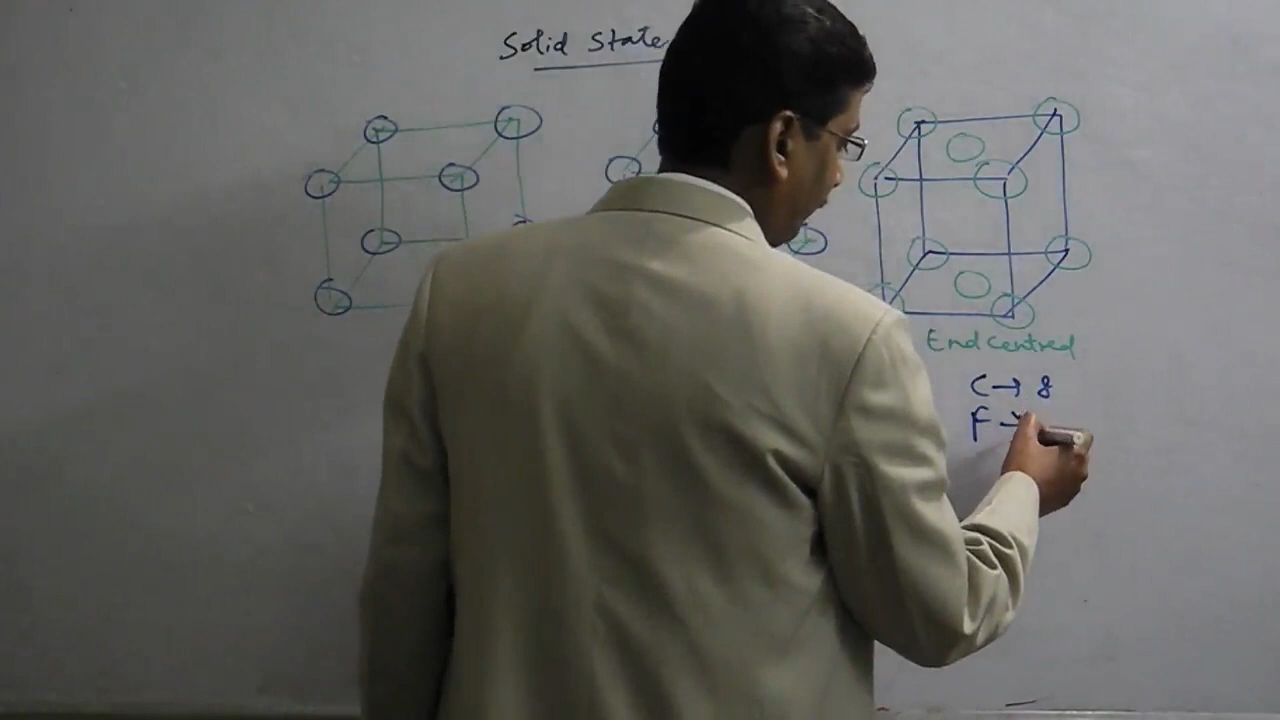 Solid State
End centred
C → 8
F →